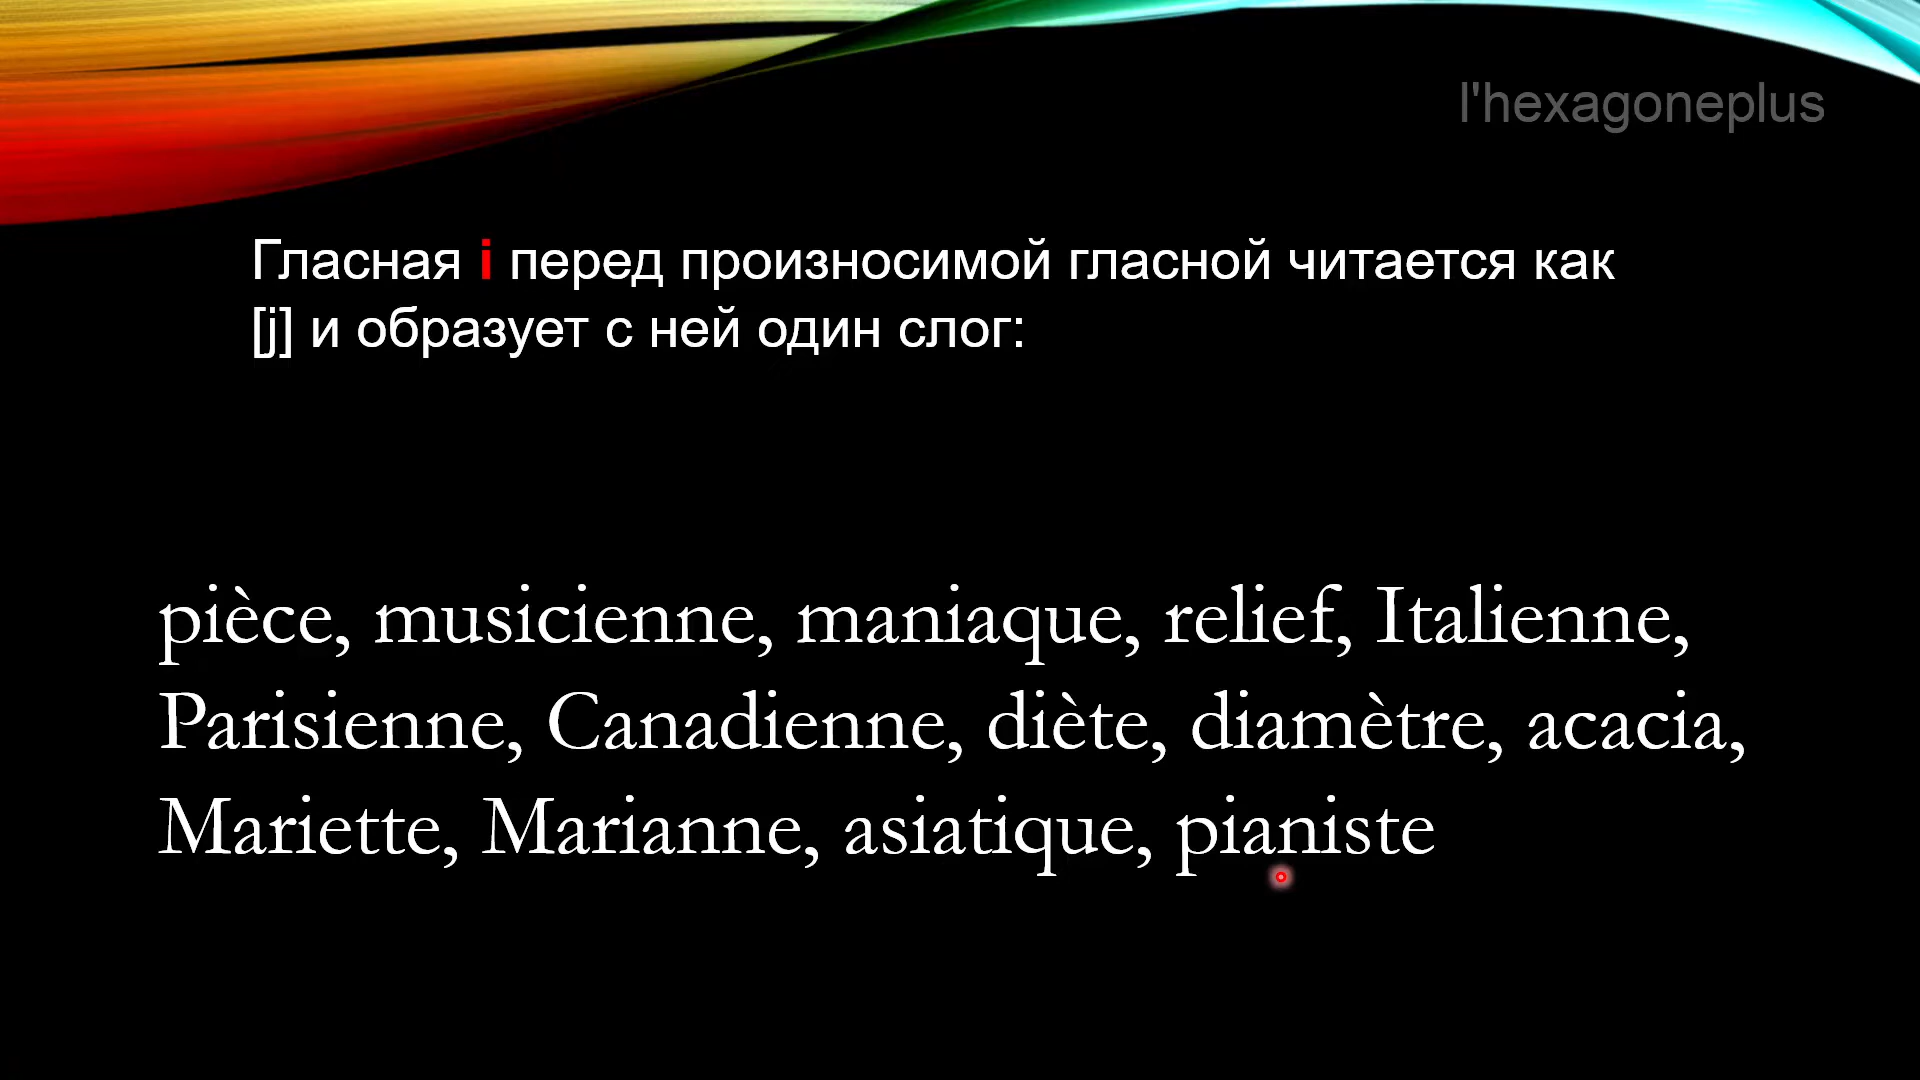 l'hexagoneplus
Гласная i перед произносимой гласной читается как
[j] и образует с ней один слог:
pièce, musicienne, maniaque, relief, Italienne,
Parisienne, Canadienne, diète, diamètre, acacia,
Mariette, Marianne, asiatique, pianiste